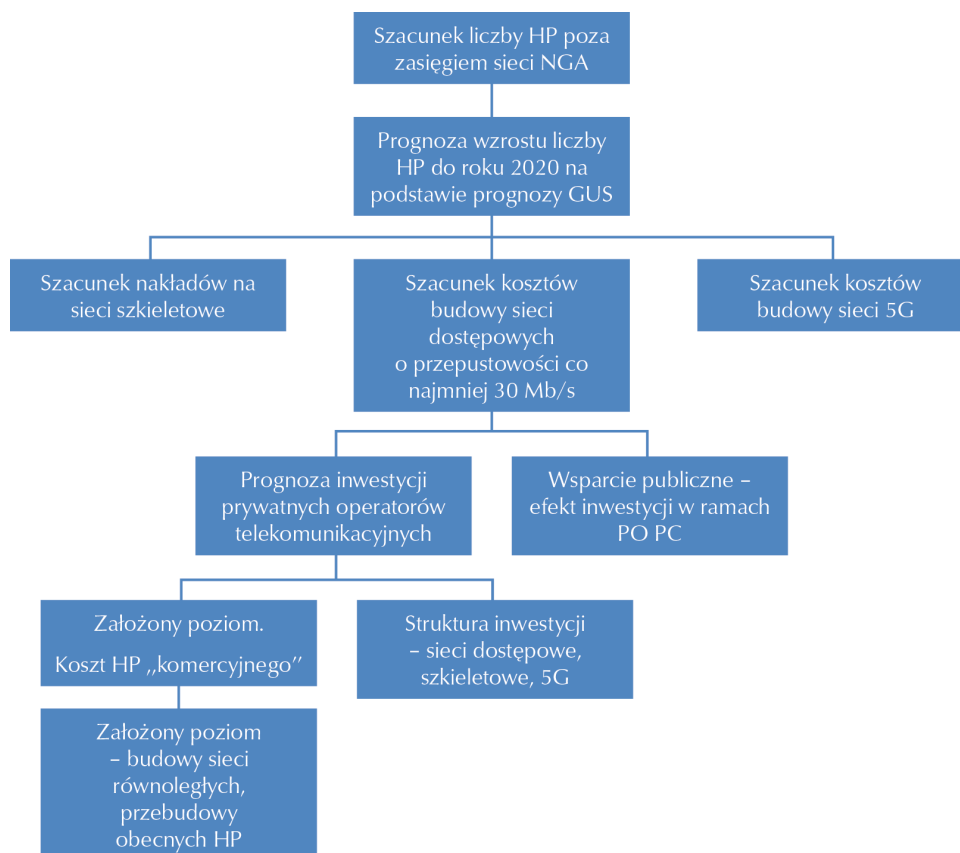 Szacunek liczby HP poza
zasięgiem sieci NGA
Prognoza wzrostu liczby
HP do roku 2020 na
podstawie prognozy GUS
Szacunek nakładów na
sieci szkieletowe
Szacunek kosztów
budowy sieci
dostępowych
o przepustowości co
najmniej 30 Mb/s
Szacunek kosztów
budowy sieci 5G
Prognoza inwestycji
prywatnych operatorów
telekomunikacyjnych
Wsparcie publiczne –
efekt inwestycji w ramach
PO PC
Założony poziom.
Koszt HP ,,komercyjnego”
Struktura inwestycji
– sieci dostępowe,
szkieletowe, 5G
Założony poziom
– budowy sieci
równoległych,
przebudowy
obecnych HP